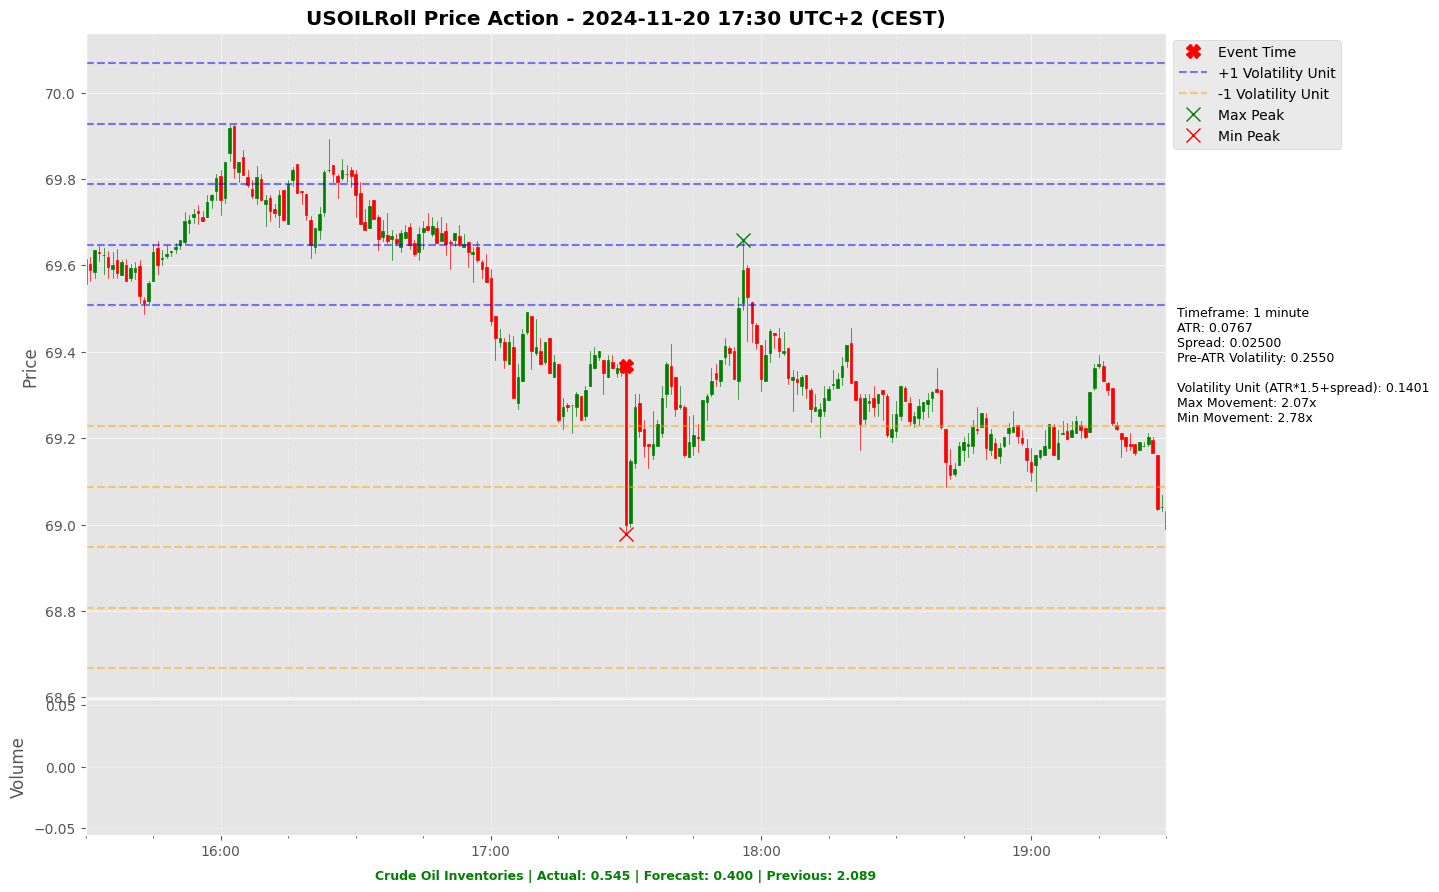 USOILRoll Price Action - 2024-11-20 17:30 UTC+2 (CEST)
Event Time
+1 Volatility Unit
-1 Volatility Unit
Max Peak
Min Peak
Price
70.0
69.8
69.6
69.4
69.2
69.0
68.8
68.6
Timeframe: 1 minute
ATR: 0.0767
Spread: 0.02500
Pre-ATR Volatility: 0.2550
Volatility Unit (ATR*1.5+spread): 0.1401
Max Movement: 2.07x
Min Movement: 2.78x
Volume
0.05
0.00
−0.05
16:00
17:00
18:00
19:00
Crude Oil Inventories | Actual: 0.545 | Forecast: 0.400 | Previous: 2.089